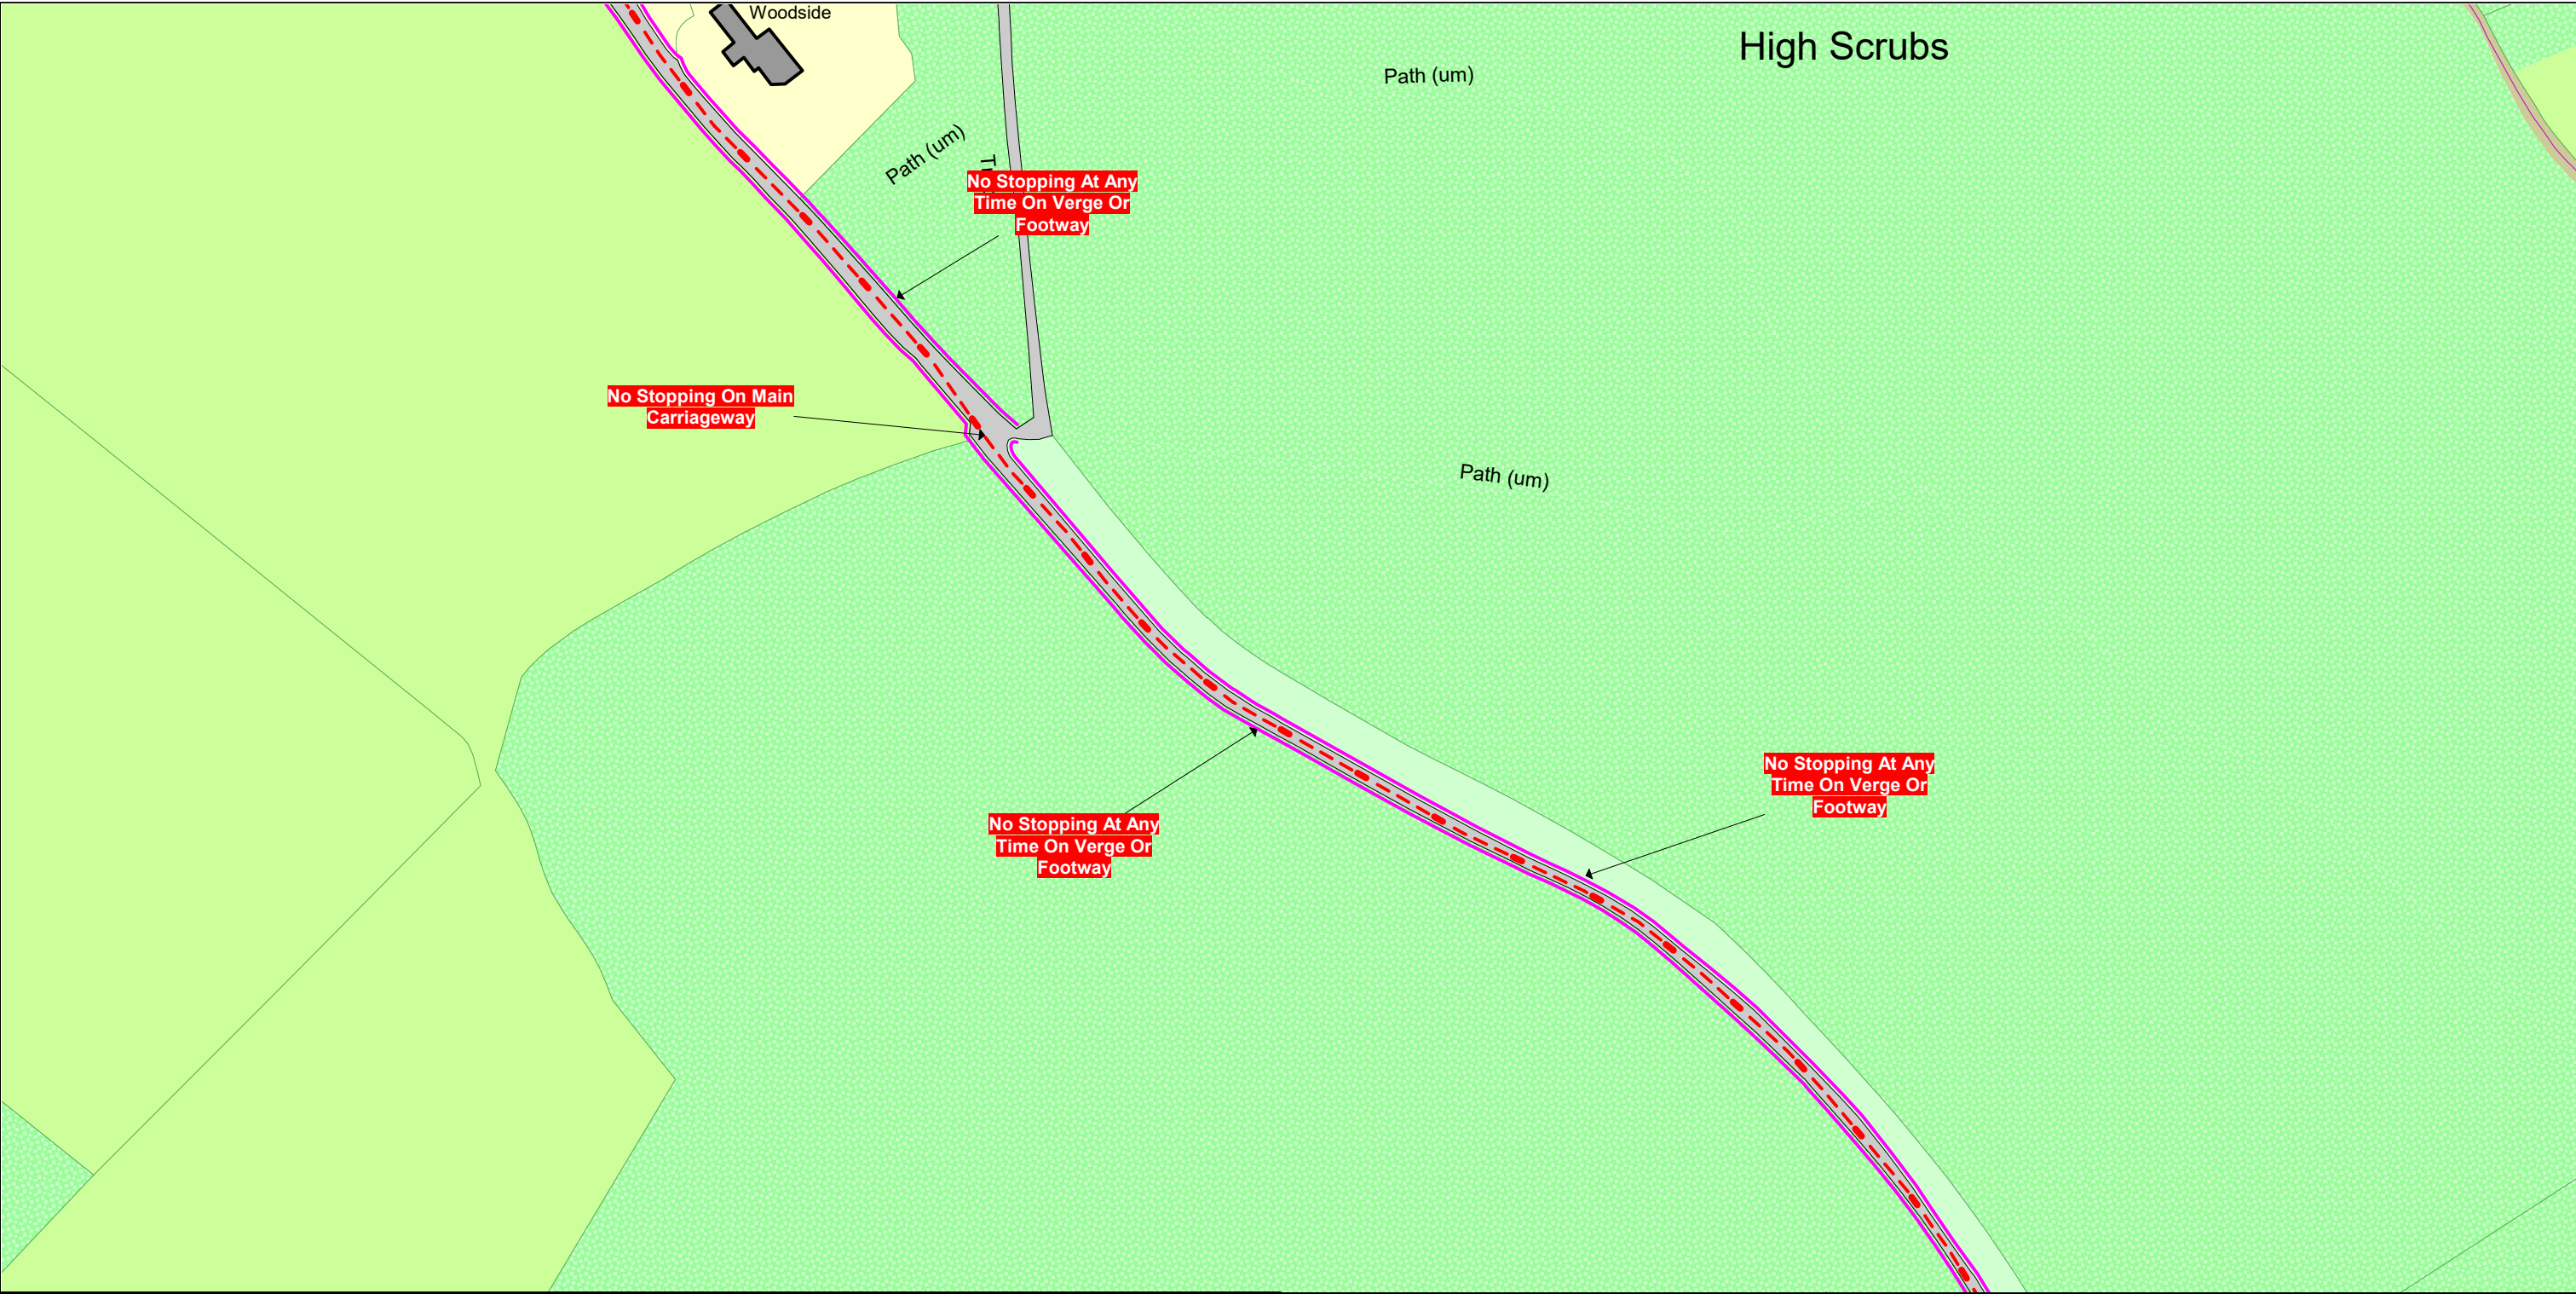 Woodside
High Scrubs
Path (um)
Path (um)
No Stopping At Any
Time On Verge Or
Footway
No Stopping On Main
Carriageway
Path (um)
No Stopping At Any
Time On Verge Or
Footway
No Stopping At Any
Time On Verge Or
Footway